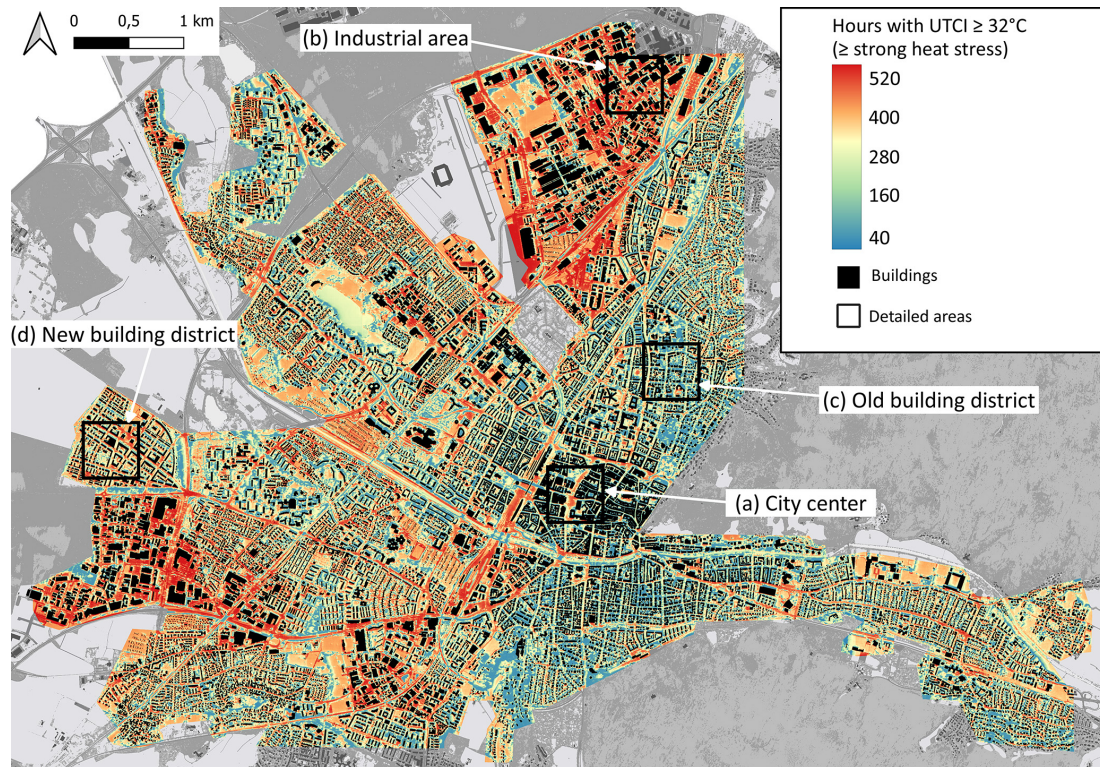 0 0,5 1 km
(b) Industrial area
Hours with UTCI ≥ 32°C
(≥ strong heat stress)
520
400
280
160
40
Buildings
Detailed areas
(d) New building district
(c) Old building district
(a) City center